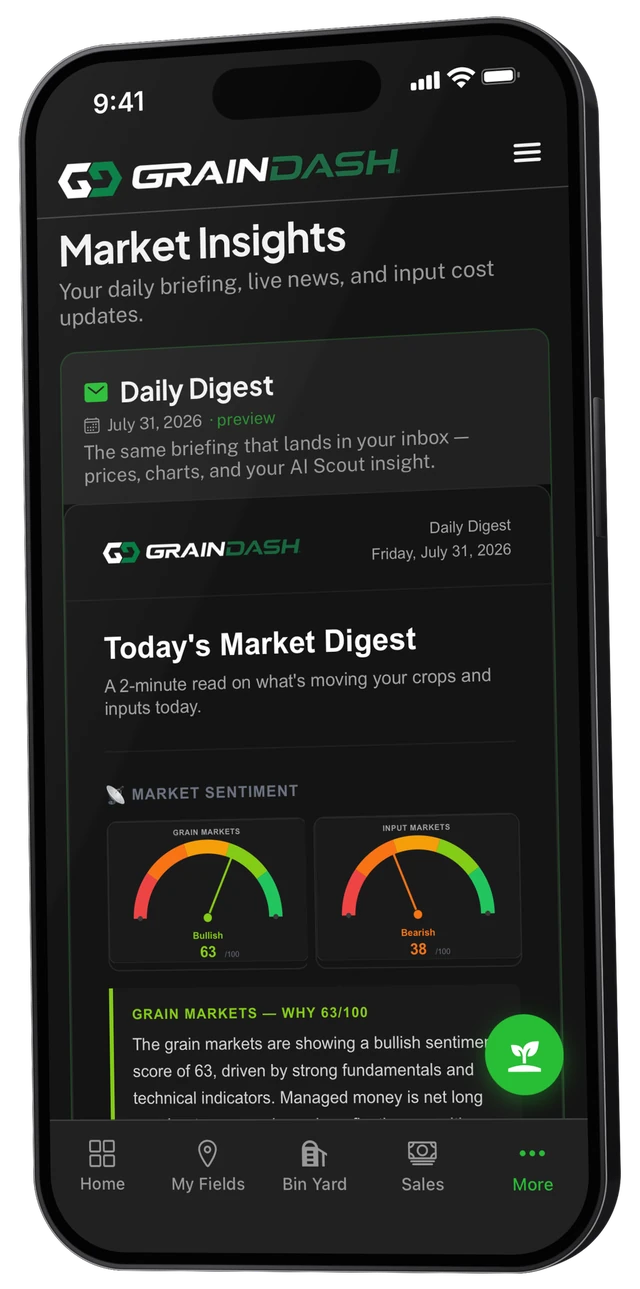 9:41
GRAINDASH
Market Insights
Your daily briefing, live news, and input cost
updates.
Daily Digest
July 31, 2026 · preview
The same briefing that lands in your inbox —
prices, charts, and your AI Scout insight.
GRAINDASH
Daily Digest
Friday, July 31, 2026
Today's Market Digest
A 2-minute read on what's moving your crops and
inputs today.
MARKET SENTIMENT
GRAIN MARKETS
Bullish
63 /100
INPUT MARKETS
Bearish
38 /100
GRAIN MARKETS — WHY 63/100
The grain markets are showing a bullish
score of 63, driven by strong fundamentals and
technical indicators. Managed money is net long
Home
My Fields
Bin Yard
Sales
More